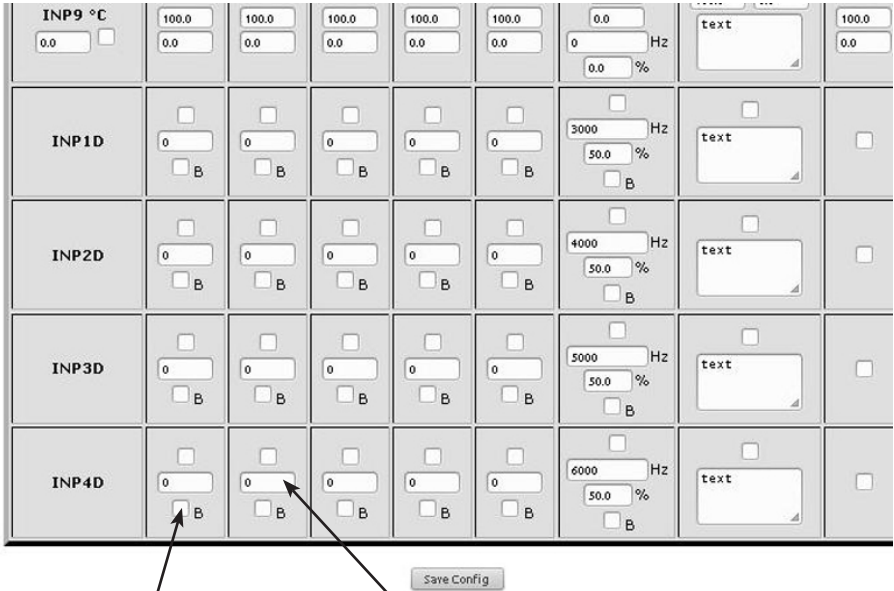 INP9 °C 100.0 100.0 100.0 100.0 100.0 0.0 text 100.0
0.0 0.0 0.0 0.0 0.0 0.0 0 Hz 0.0
0.0 %
3000 Hz
INP1D 0 0 0 0 0 text
50.0 %
B B B B B B
4000 Hz
INP2D 0 0 0 0 0 text
50.0 %
B B B B B B
5000 Hz
INP3D 0 0 0 0 0 text
50.0 %
B B B B B B
6000 Hz
INP4D 0 0 0 0 0 text
50.0 %
B B B B B B
Save Config